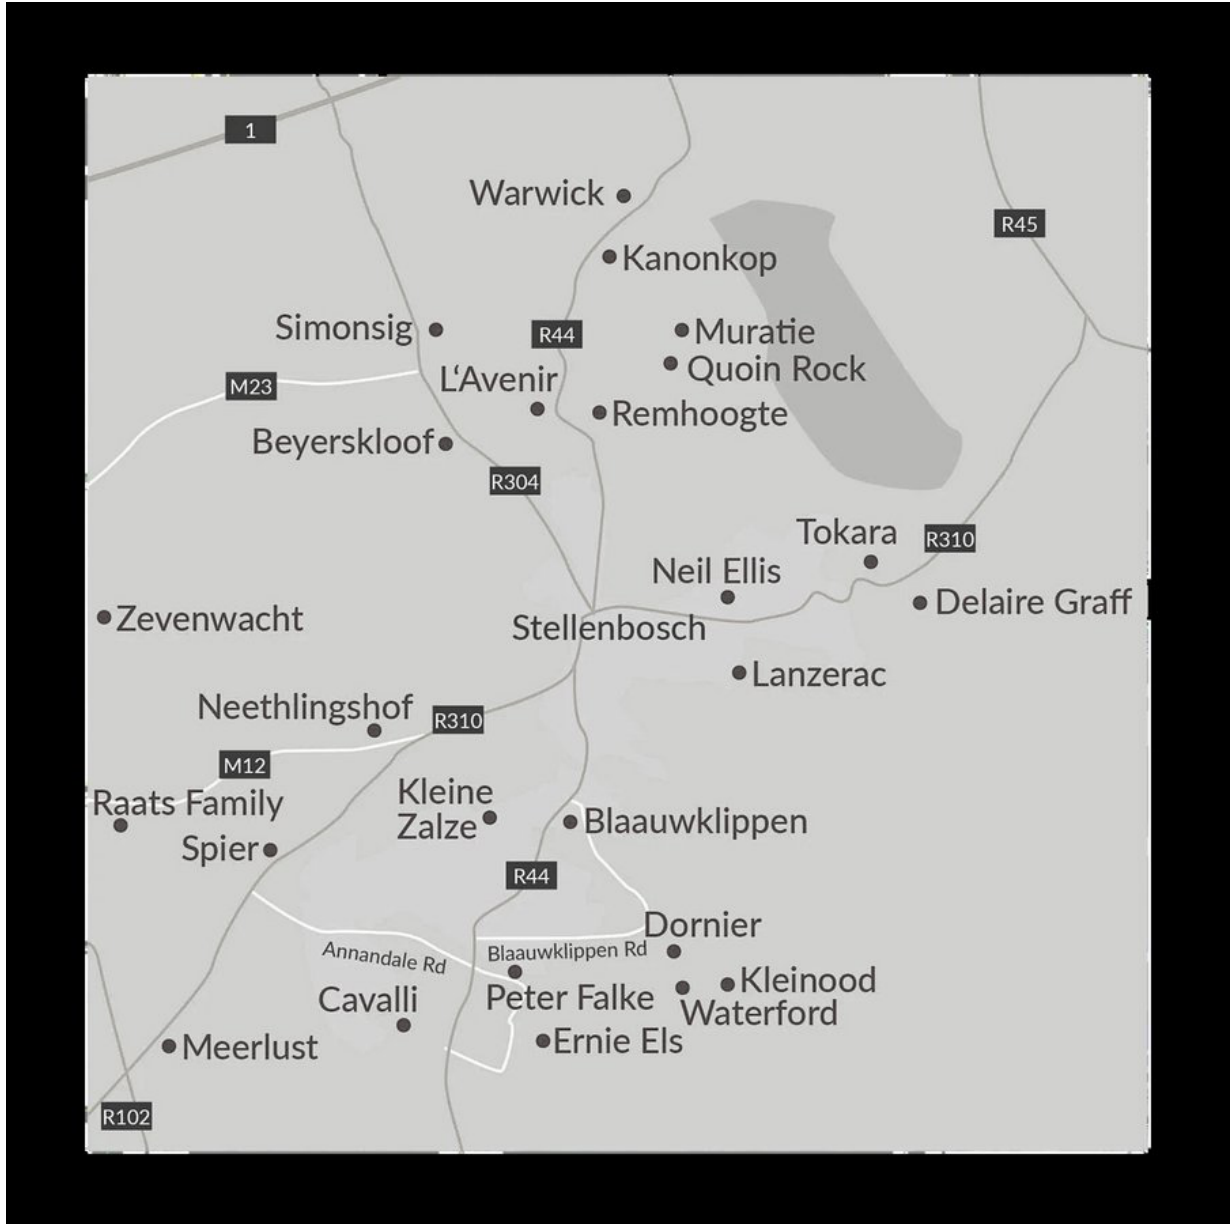 1
Warwick
R45
Kanonkop
Simonsig
R44
Muratie
Quoin Rock
M23
L‘Avenir
Remhoogte
Beyerskloof
R304
Tokara
R310
Neil Ellis
Delaire Graff
Zevenwacht
Stellenbosch
Lanzerac
Neethlingshof
R310
M12
Raats Family
Kleine
Zalze
Blaauwklippen
Spier
R44
Dornier
Annandale Rd
Blaauwklippen Rd
Kleinood
Cavalli
Peter Falke
Waterford
Ernie Els
Meerlust
R102